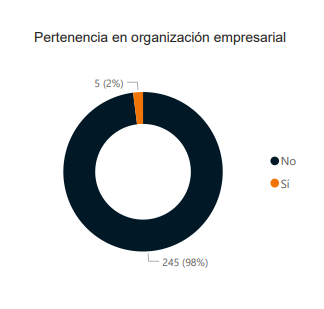 Pertenencia en organización empresarial
5 (2%)
No
Sí
245 (98%)